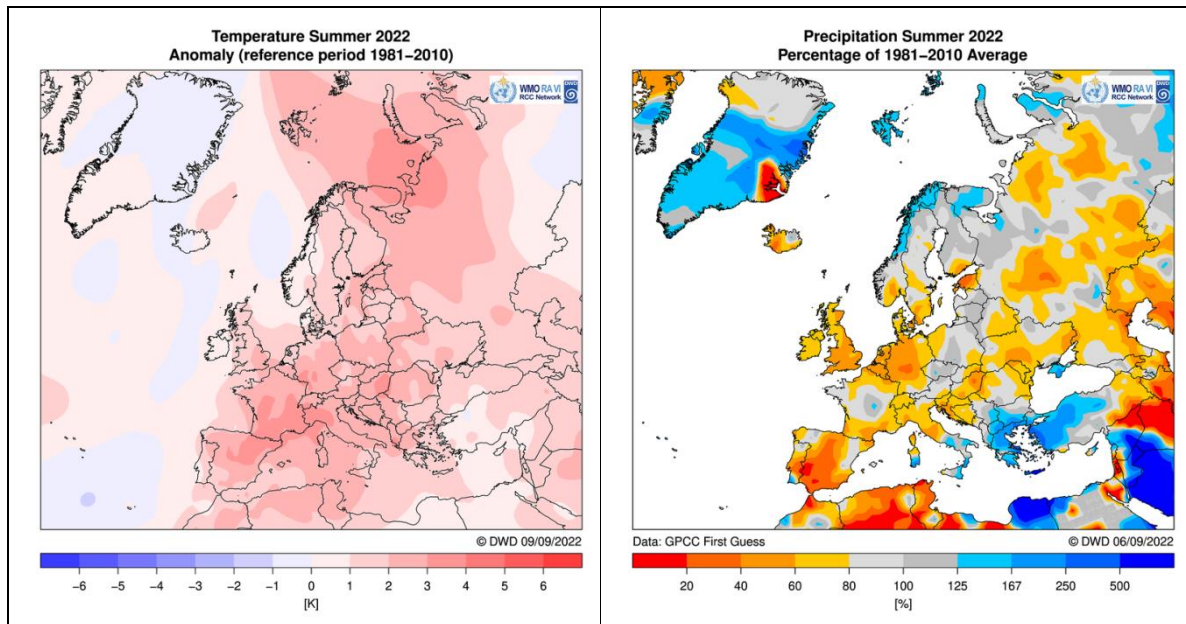 Temperature Summer 2022
Anomaly (reference period 1981−2010)
WMO RA VI
RCC Network
DWD
© DWD 09/09/2022
−6 −5 −4 −3 −2 −1 0 1 2 3 4 5 6
[K]
Precipitation Summer 2022
Percentage of 1981−2010 Average
WMO RA VI
RCC Network
DWD
Data: GPCC First Guess © DWD 06/09/2022
20 40 60 80 100 125 167 250 500
[%]